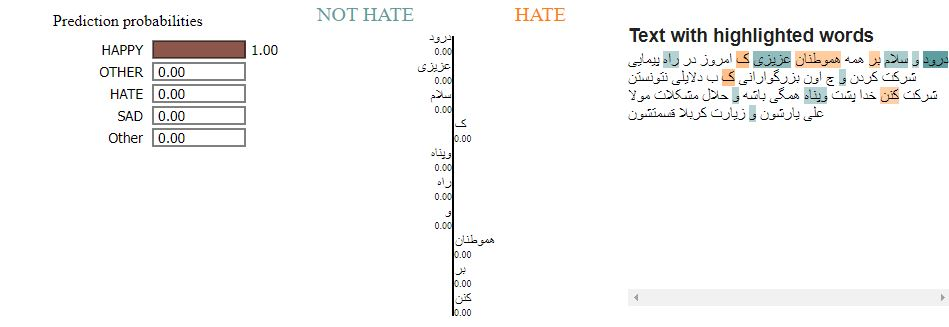 Prediction probabilities
HAPPY 1.00
OTHER 0.00
HATE 0.00
SAD 0.00
Other 0.00
NOT HATE HATE
درود
0.00
عزیزی
0.00
سلام
0.00
ک
0.00
وپناه
0.00
راه
0.00
و
0.00
هموطنان
0.00
بر
0.00
کنن
0.00
Text with highlighted words
درود و سلام بر همه هموطنان عزیزی ک امروز در راه پیمایی
شرکت کردن و چ اون بزرگوارانی ک ب دلایلی نتونستن
شرکت کنن خدا پشت وپناه همگی باشه و حلال مشکلات مولا
علی یارشون و زیارت کربلا قسمتشون